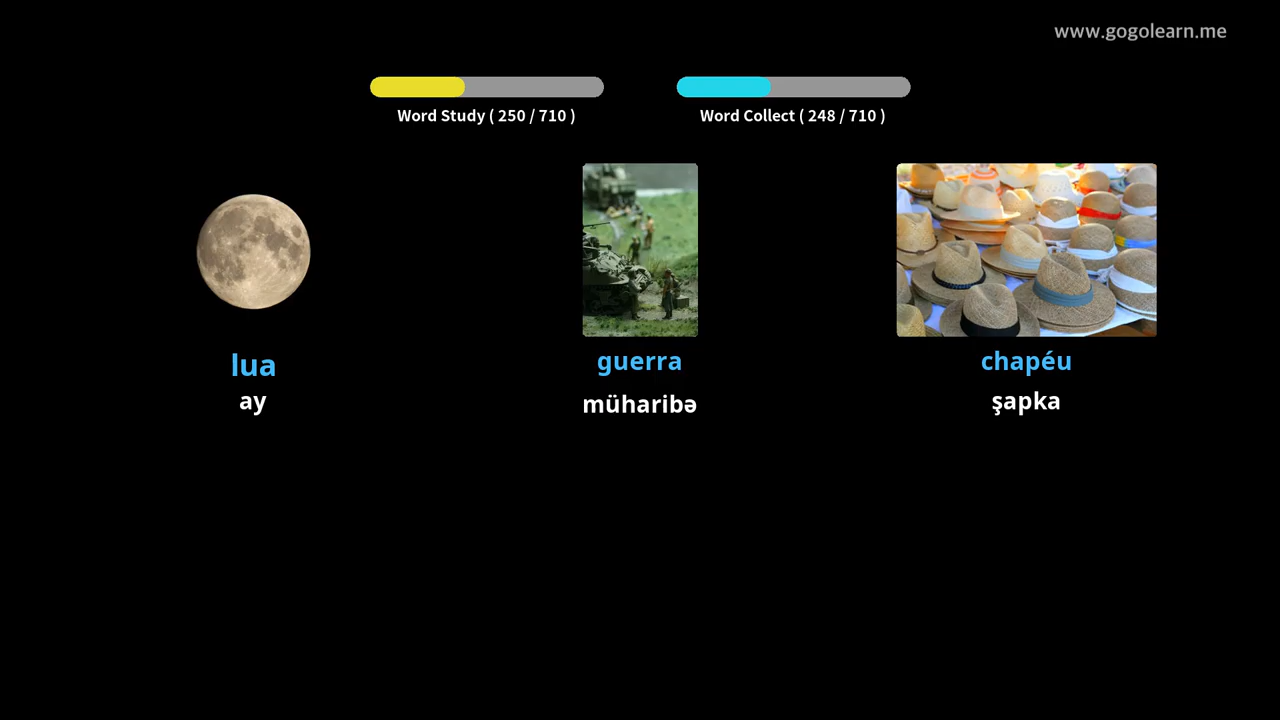 www.gogolearn.me
Word Study ( 250 / 710 )
Word Collect ( 248 / 710 )
lua
ay
guerra
müharibə
chapéu
şapka